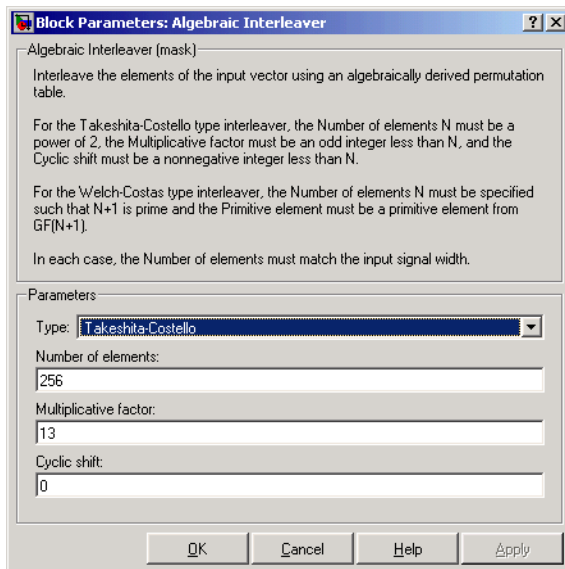 Block Parameters: Algebraic Interleaver
Algebraic Interleaver (mask)
Interleave the elements of the input vector using an algebraically derived permutation
table.
For the Takeshita-Costello type interleaver, the Number of elements N must be a
power of 2, the Multiplicative factor must be an odd integer less than N, and the
Cyclic shift must be a nonnegative integer less than N.
For the Welch-Costas type interleaver, the Number of elements N must be specified
such that N+1 is prime and the Primitive element must be a primitive element from
GF(N+1).
In each case, the Number of elements must match the input signal width.
Parameters
Type: Takeshita-Costello
Number of elements:
256
Multiplicative factor:
13
Cyclic shift:
0
OK Cancel Help Apply